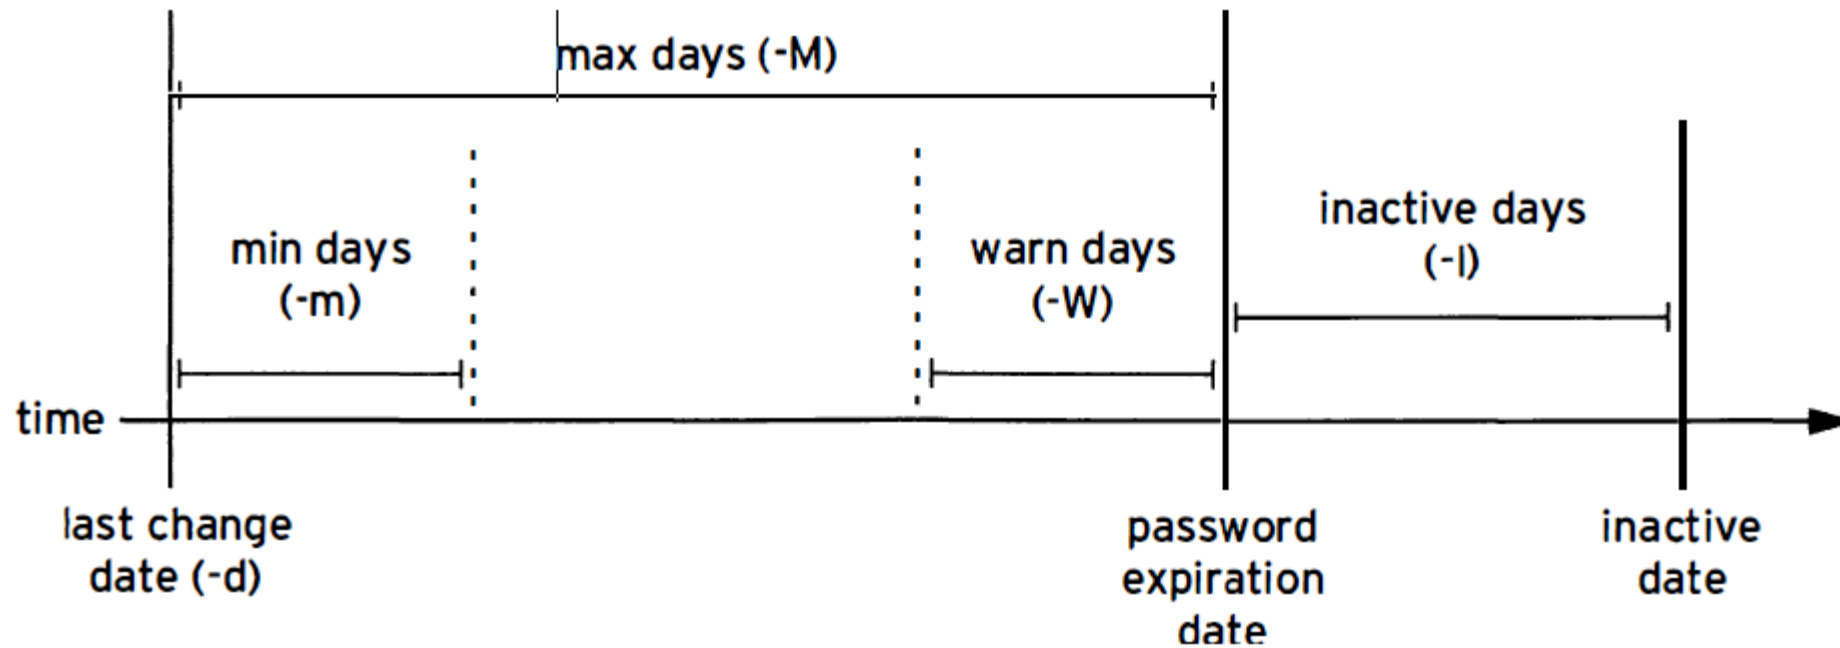 max days (-M)
min days
(-m)
warn days
(-W)
inactive days
(-I)
time
last change
date (-d)
password
expiration
date
inactive
date